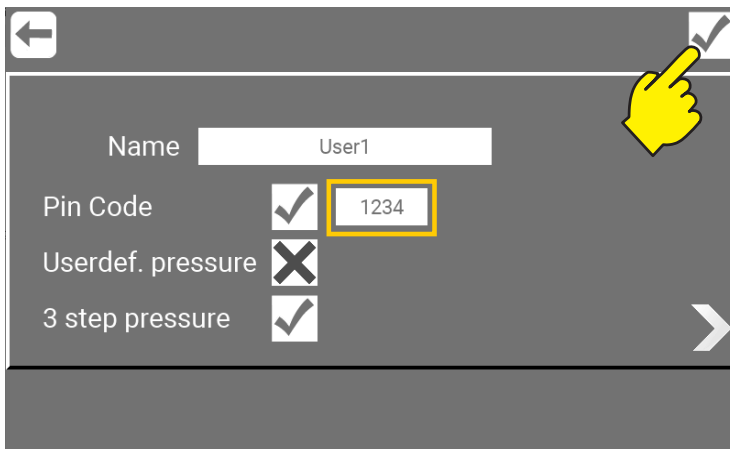 Name User1
Pin Code 1234
Userdef. pressure
3 step pressure